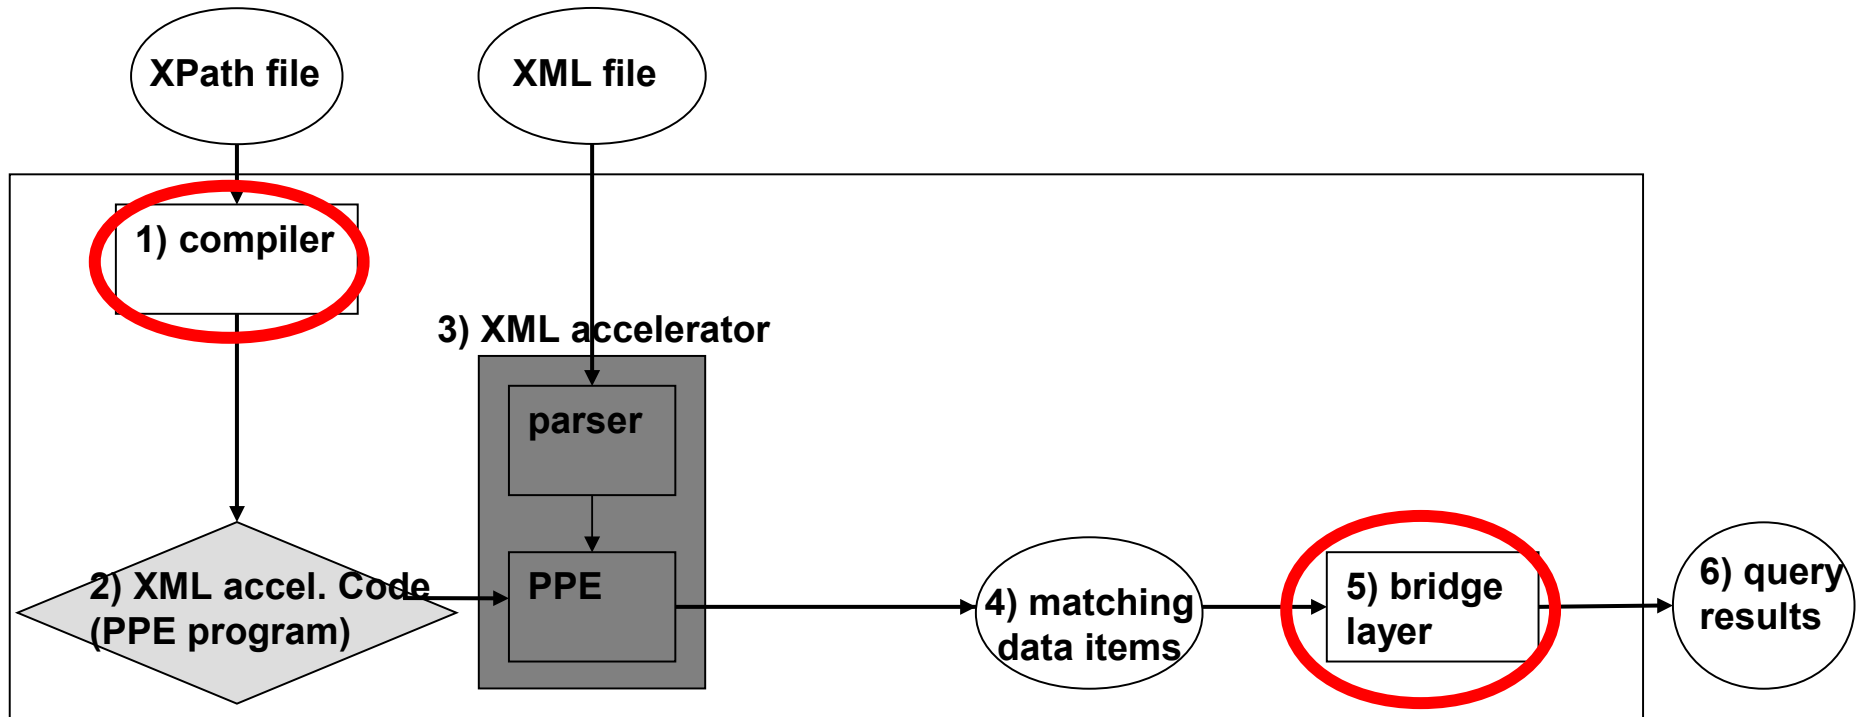 XPath file
XML file
1) compiler
3) XML accelerator
parser
2) XML accel. Code
(PPE program)
PPE
4) matching
data items
5) bridge
layer
6) query
results